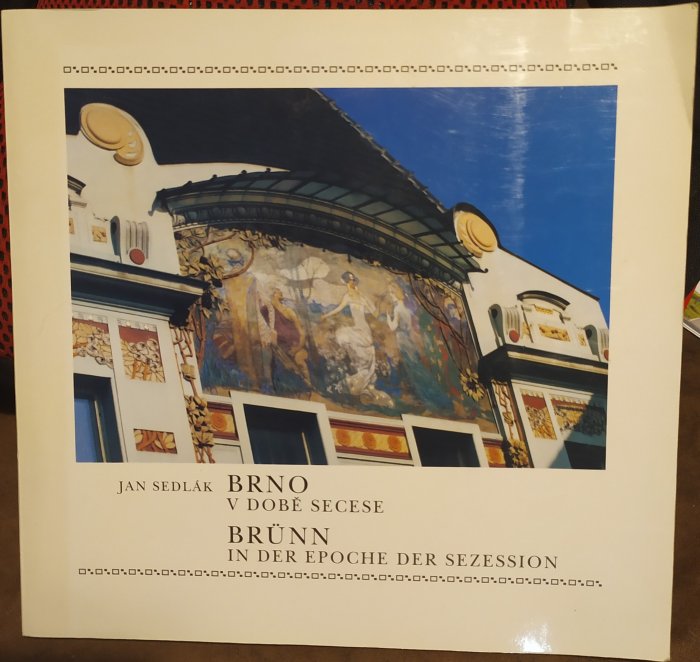 JAN SEDLÁK BRNO
V DOBĚ SECESE
BRÜNN
IN DER EPOCHE DER SEZESSION